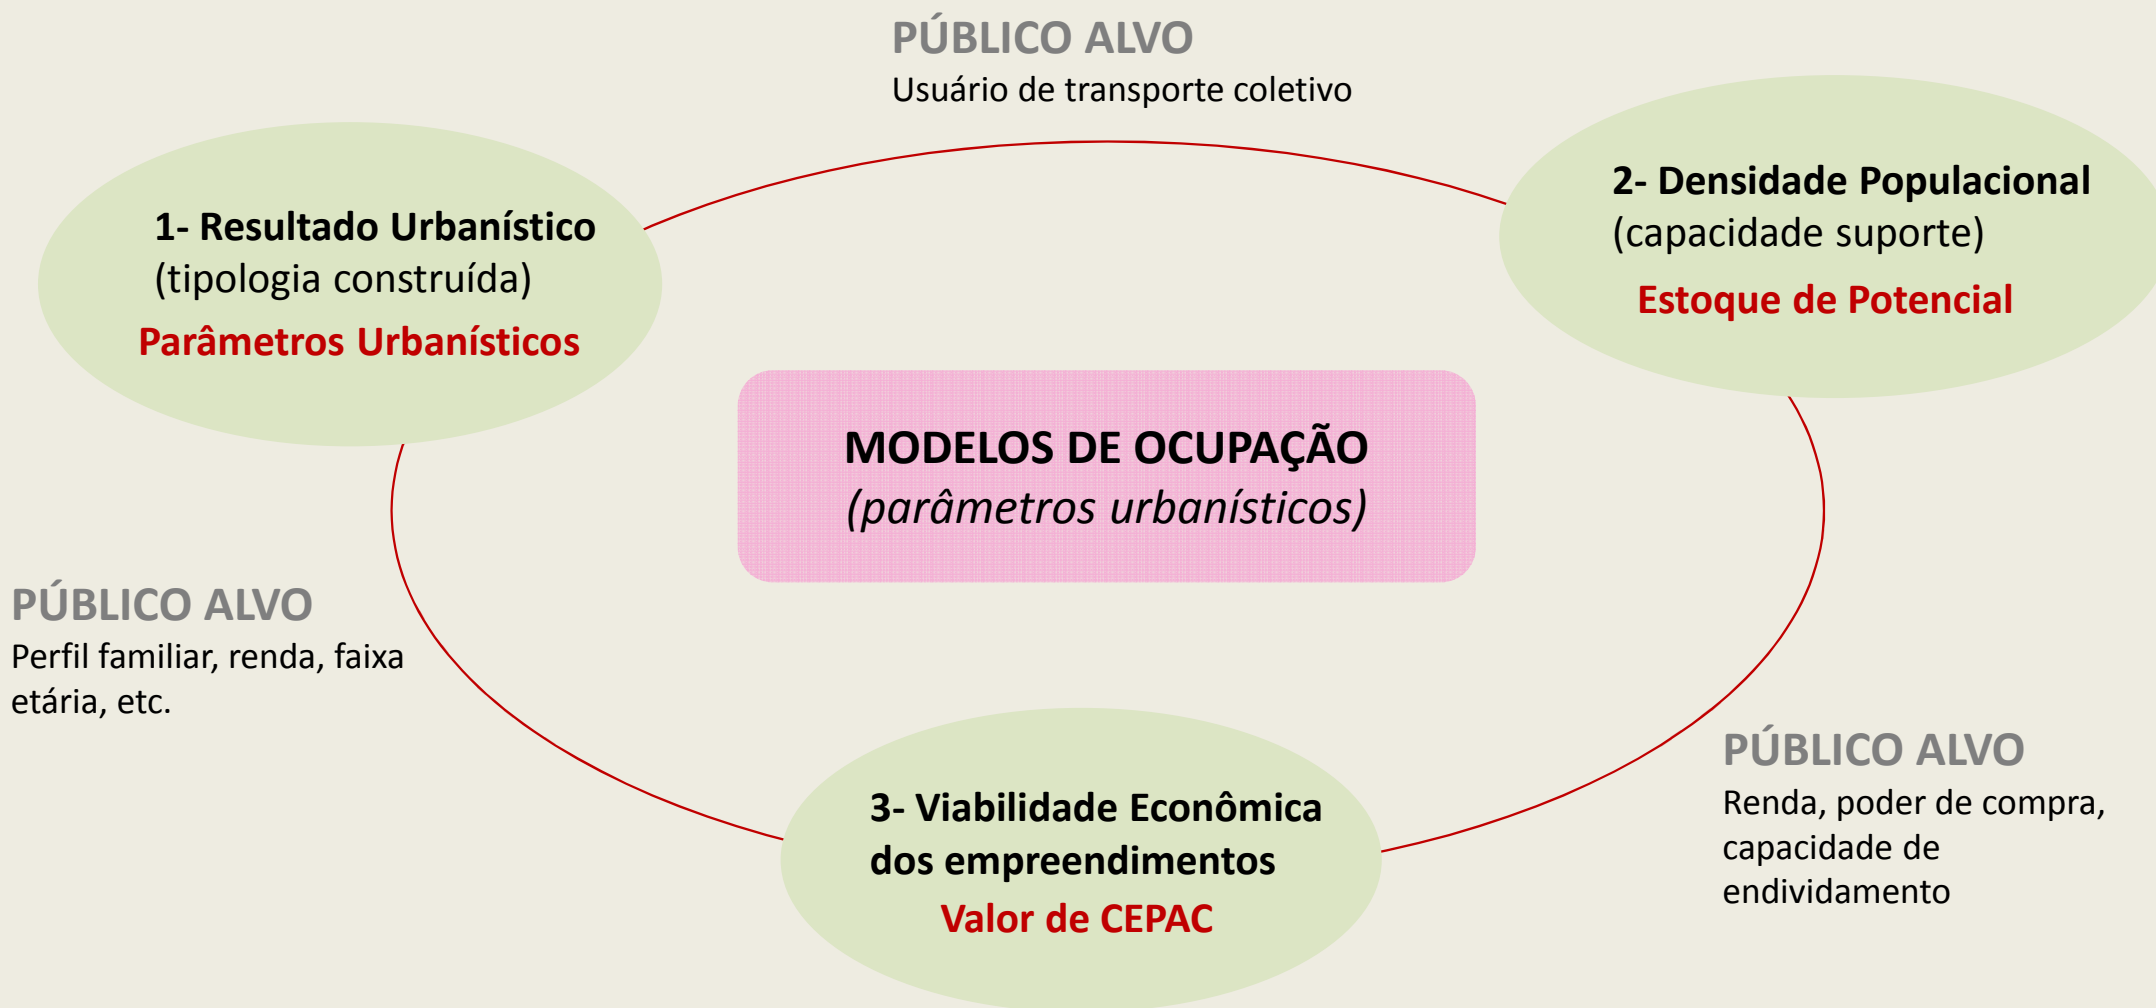 PÚBLICO ALVO
Usuário de transporte coletivo
1- Resultado Urbanístico
(tipologia construída)
Parâmetros Urbanísticos
2- Densidade Populacional
(capacidade suporte)
Estoque de Potencial
MODELOS DE OCUPAÇÃO
(parâmetros urbanísticos)
PÚBLICO ALVO
Perfil familiar, renda, faixa
etária, etc.
3- Viabilidade Econômica
dos empreendimentos
Valor de CEPAC
PÚBLICO ALVO
Renda, poder de compra,
capacidade de
endividamento